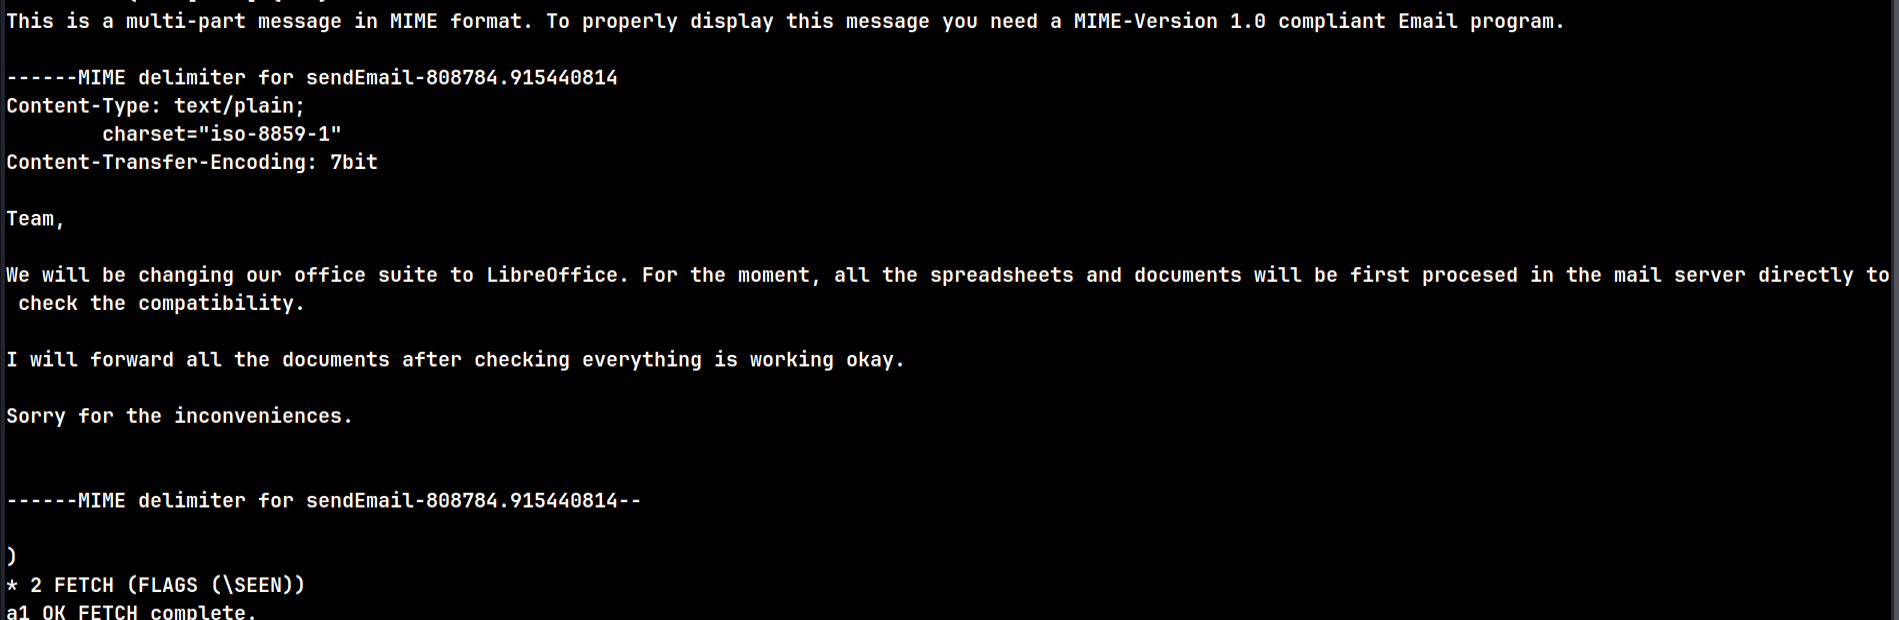 This is a multi-part message in MIME format. To properly display this message you need a MIME-Version 1.0 compliant Email program.
------MIME delimiter for sendEmail-808784.915440814
Content-Type: text/plain;
        charset="iso-8859-1"
Content-Transfer-Encoding: 7bit
Team,
We will be changing our office suite to LibreOffice. For the moment, all the spreadsheets and documents will be first procesed in the mail server directly to
 check the compatibility.
I will forward all the documents after checking everything is working okay.
Sorry for the inconveniences.
------MIME delimiter for sendEmail-808784.915440814--
)
* 2 FETCH (FLAGS (\SEEN))
a1 OK FETCH complete.